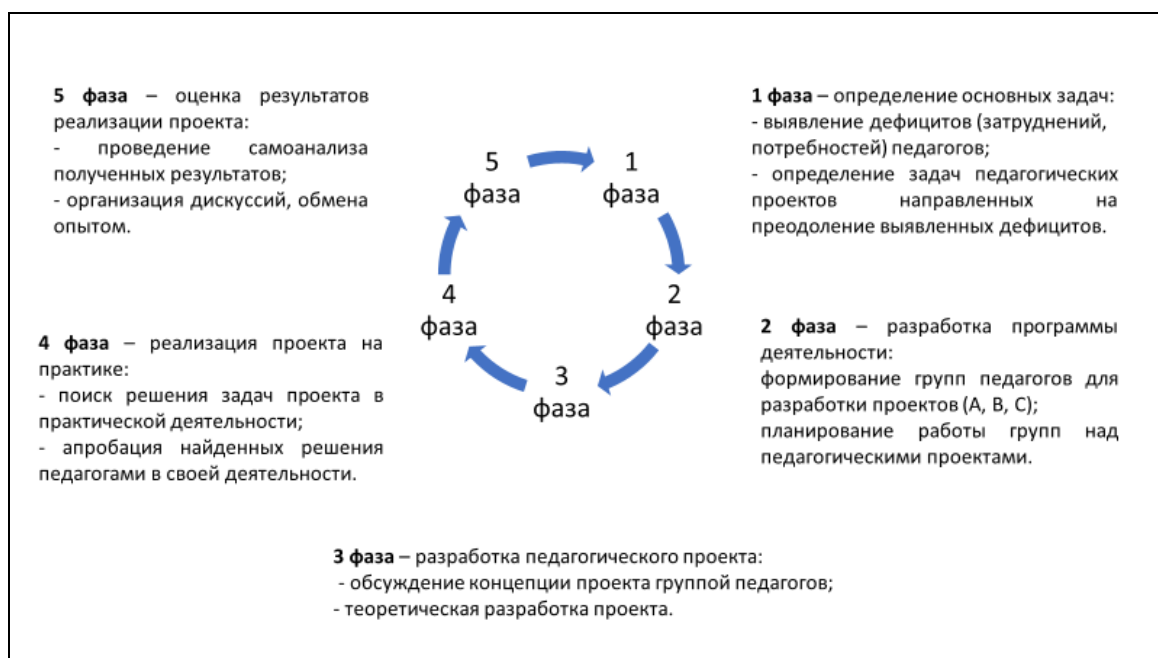 5 фаза – оценка результатов
реализации проекта:
- проведение самоанализа
полученных результатов;
- организация дискуссий, обмена
опытом.
1 фаза – определение основных задач:
- выявление дефицитов (затруднений,
потребностей) педагогов;
- определение задач педагогических
проектов направленных на
преодоление выявленных дефицитов.
5
фаза
1
фаза
4
фаза
2
фаза
3
фаза
4 фаза – реализация проекта на
практике:
- поиск решения задач проекта в
практической деятельности;
- апробация найденных решения
педагогами в своей деятельности.
2 фаза – разработка программы
деятельности:
формирование групп педагогов для
разработки проектов (А, В, С);
планирование работы групп над
педагогическими проектами.
3 фаза – разработка педагогического проекта:
- обсуждение концепции проекта группой педагогов;
- теоретическая разработка проекта.